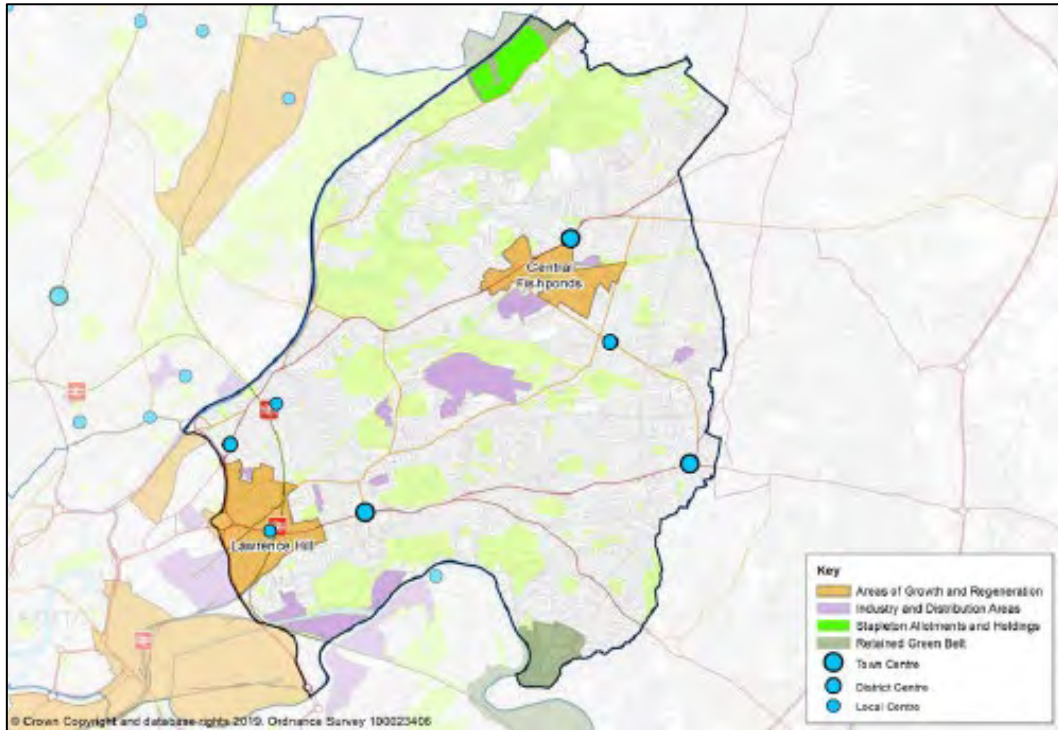 Central
Fishponds
Lawrence Hill
Key
Areas of Growth and Regeneration
Industry and Distribution Areas
Stapleton Allotments and Holdings
Retained Green Belt
Town Centre
District Centre
Local Centre
© Crown Copyright and database rights 2019. Ordnance Survey 100023406